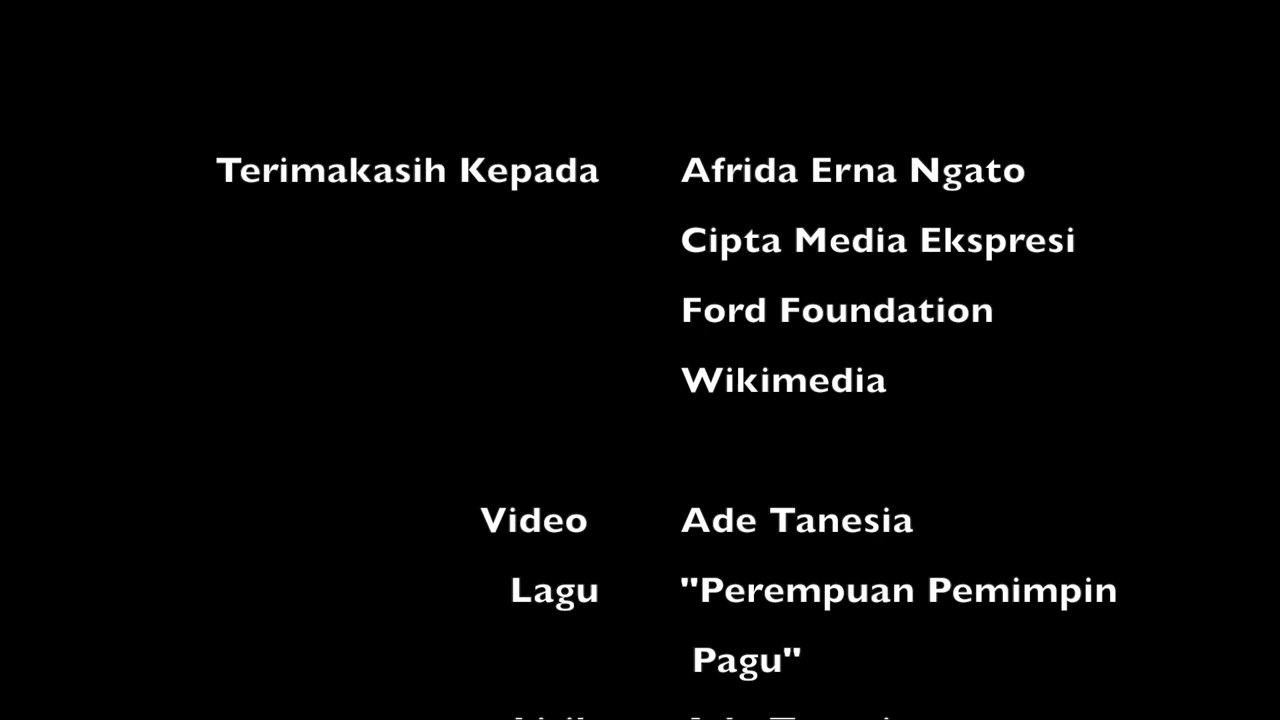 Terimakasih Kepada Afrida Erna Ngato
Cipta Media Ekspresi
Ford Foundation
Wikimedia
Video Ade Tanesia
Lagu "Perempuan Pemimpin
Pagu"